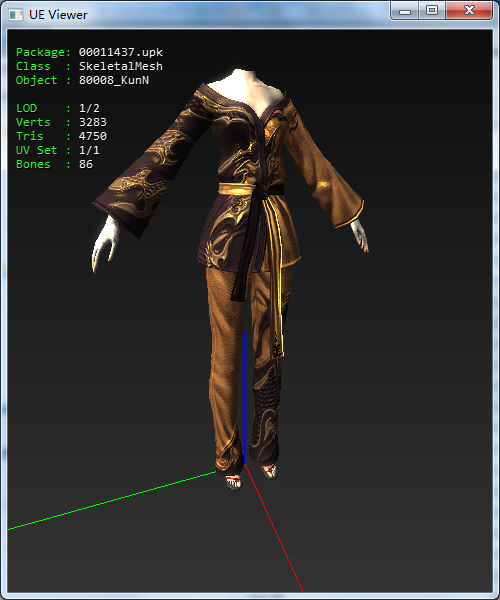 UE Viewer
Package: 00011437.upk
Class : SkeletalMesh
Object : 80008_KunN
LOD : 1/2
Verts : 3283
Tris : 4750
UV Set : 1/1
Bones : 86